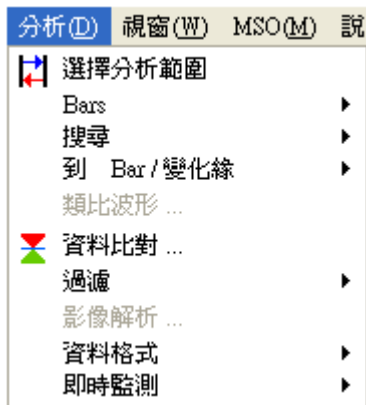 分析(D) 視窗(W) MSO(M) 說
選擇分析範圍
Bars
搜尋
到 Bar / 變化緣
類比波形 ...
資料比對 ...
過濾
影像解析 ...
資料格式
即時監測